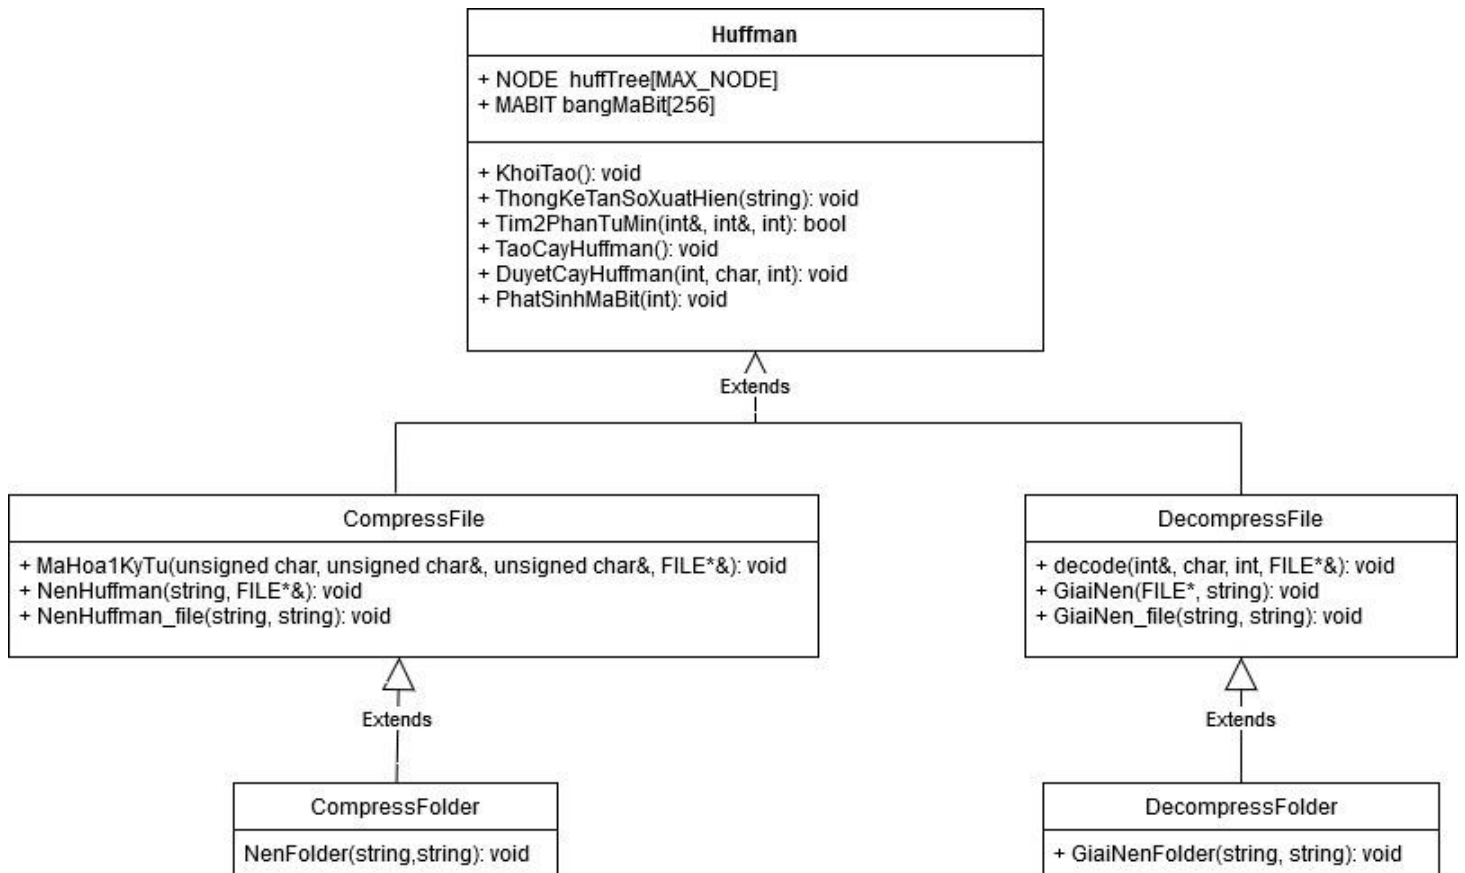 Huffman
+ NODE  huffTree[MAX_NODE]
+ MABIT bangMaBit[256]
+ KhoiTao(): void
+ ThongKeTanSoXuatHien(string): void
+ Tim2PhanTuMin(int&, int&, int): bool
+ TaoCayHuffman(): void
+ DuyetCayHuffman(int, char, int): void
+ PhatSinhMaBit(int): void
Extends
CompressFile
+ MaHoa1KyTu(unsigned char, unsigned char&, unsigned char&, FILE*&): void
+ NenHuffman(string, FILE*&): void
+ NenHuffman_file(string, string): void
DecompressFile
+ decode(int&, char, int, FILE*&): void
+ GiaiNen(FILE*, string): void
+ GiaiNen_file(string, string): void
Extends
Extends
CompressFolder
NenFolder(string,string): void
DecompressFolder
+ GiaiNenFolder(string, string): void